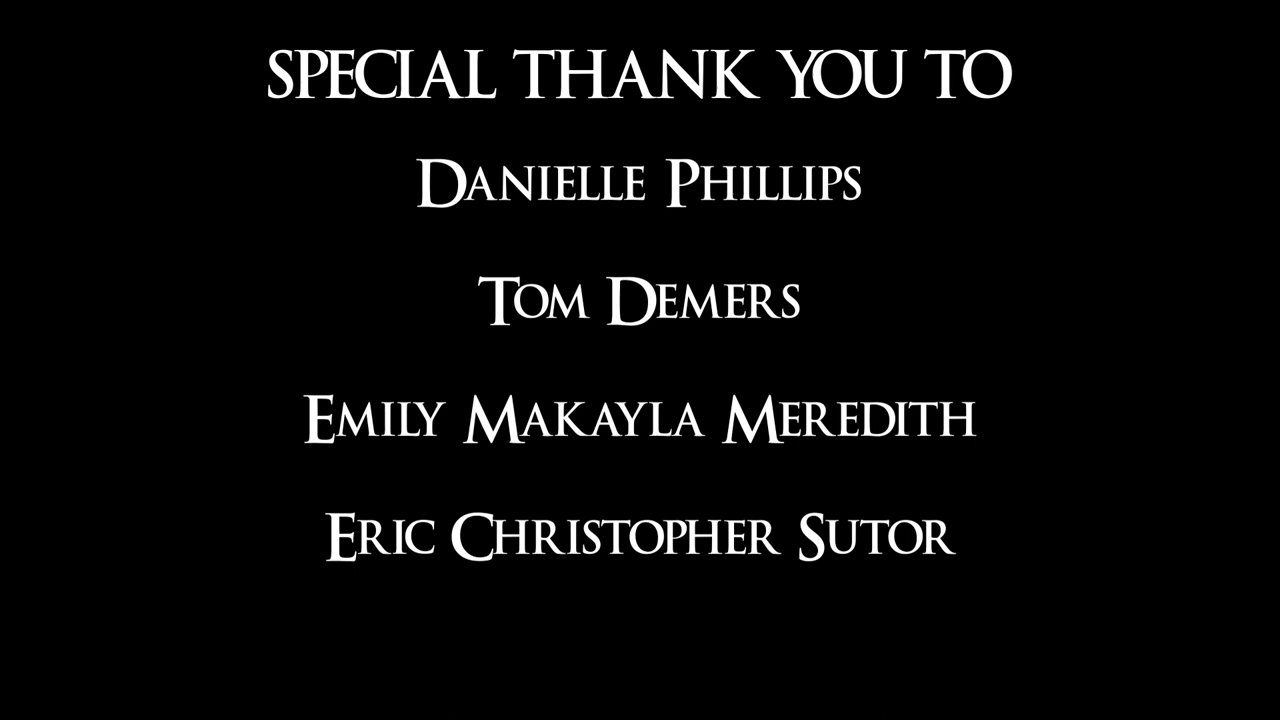 SPECIAL THANK YOU TO
Danielle Phillips
Tom Demers
Emily Makayla Meredith
Eric Christopher Sutor